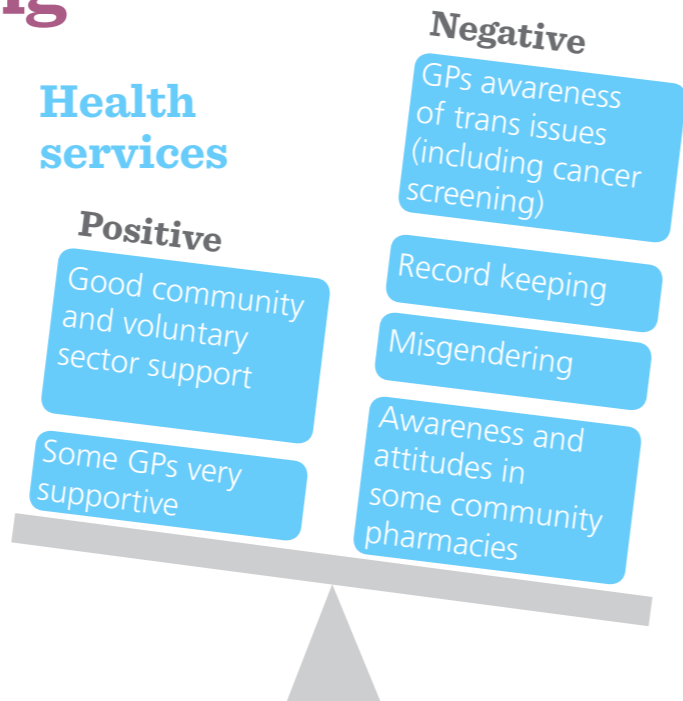 ng
Health
services
Positive
Good community
and voluntary
sector support
Some GPs very
supportive
Negative
GPs awareness
of trans issues
(including cancer
screening)
Record keeping
Misgendering
Awareness and
attitudes in
some community
pharmacies